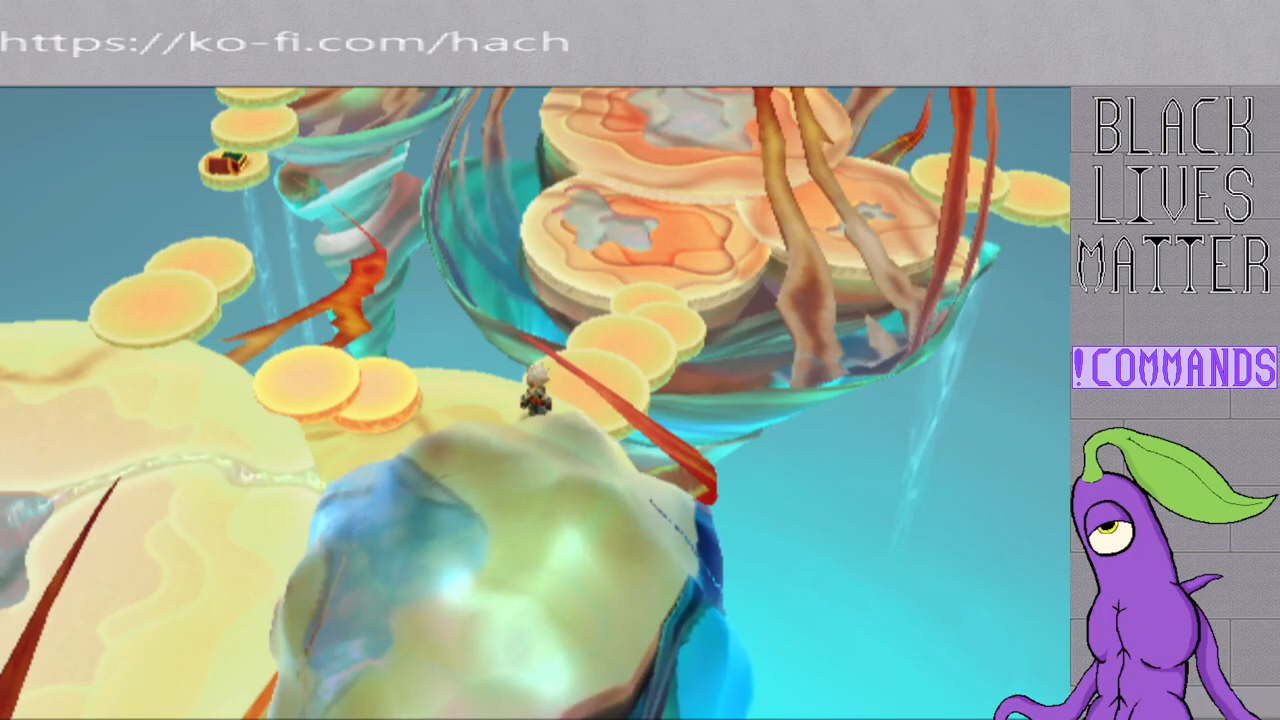 https://ko-fi.com/hach
BLACK
LIVES
MATTER
!COMMANDS